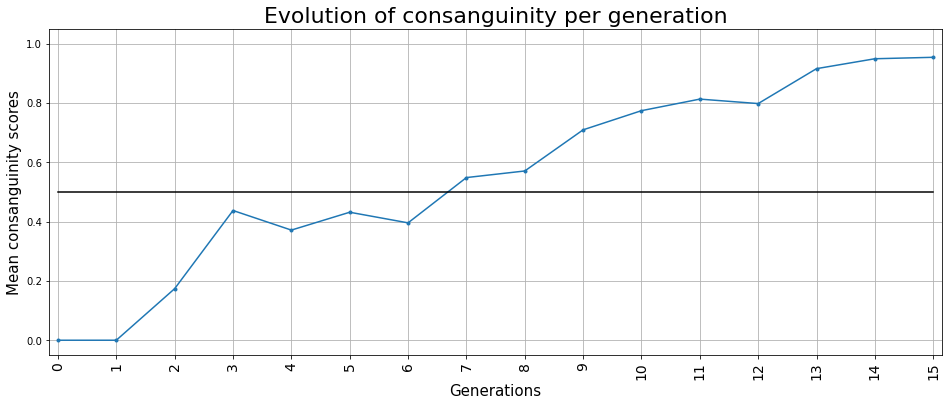 Evolution of consanguinity per generation
Mean consanguinity scores
1.0
0.8
0.6
0.4
0.2
0.0
0 1 2 3 4 5 6 7 8 9 10 11 12 13 14 15
Generations